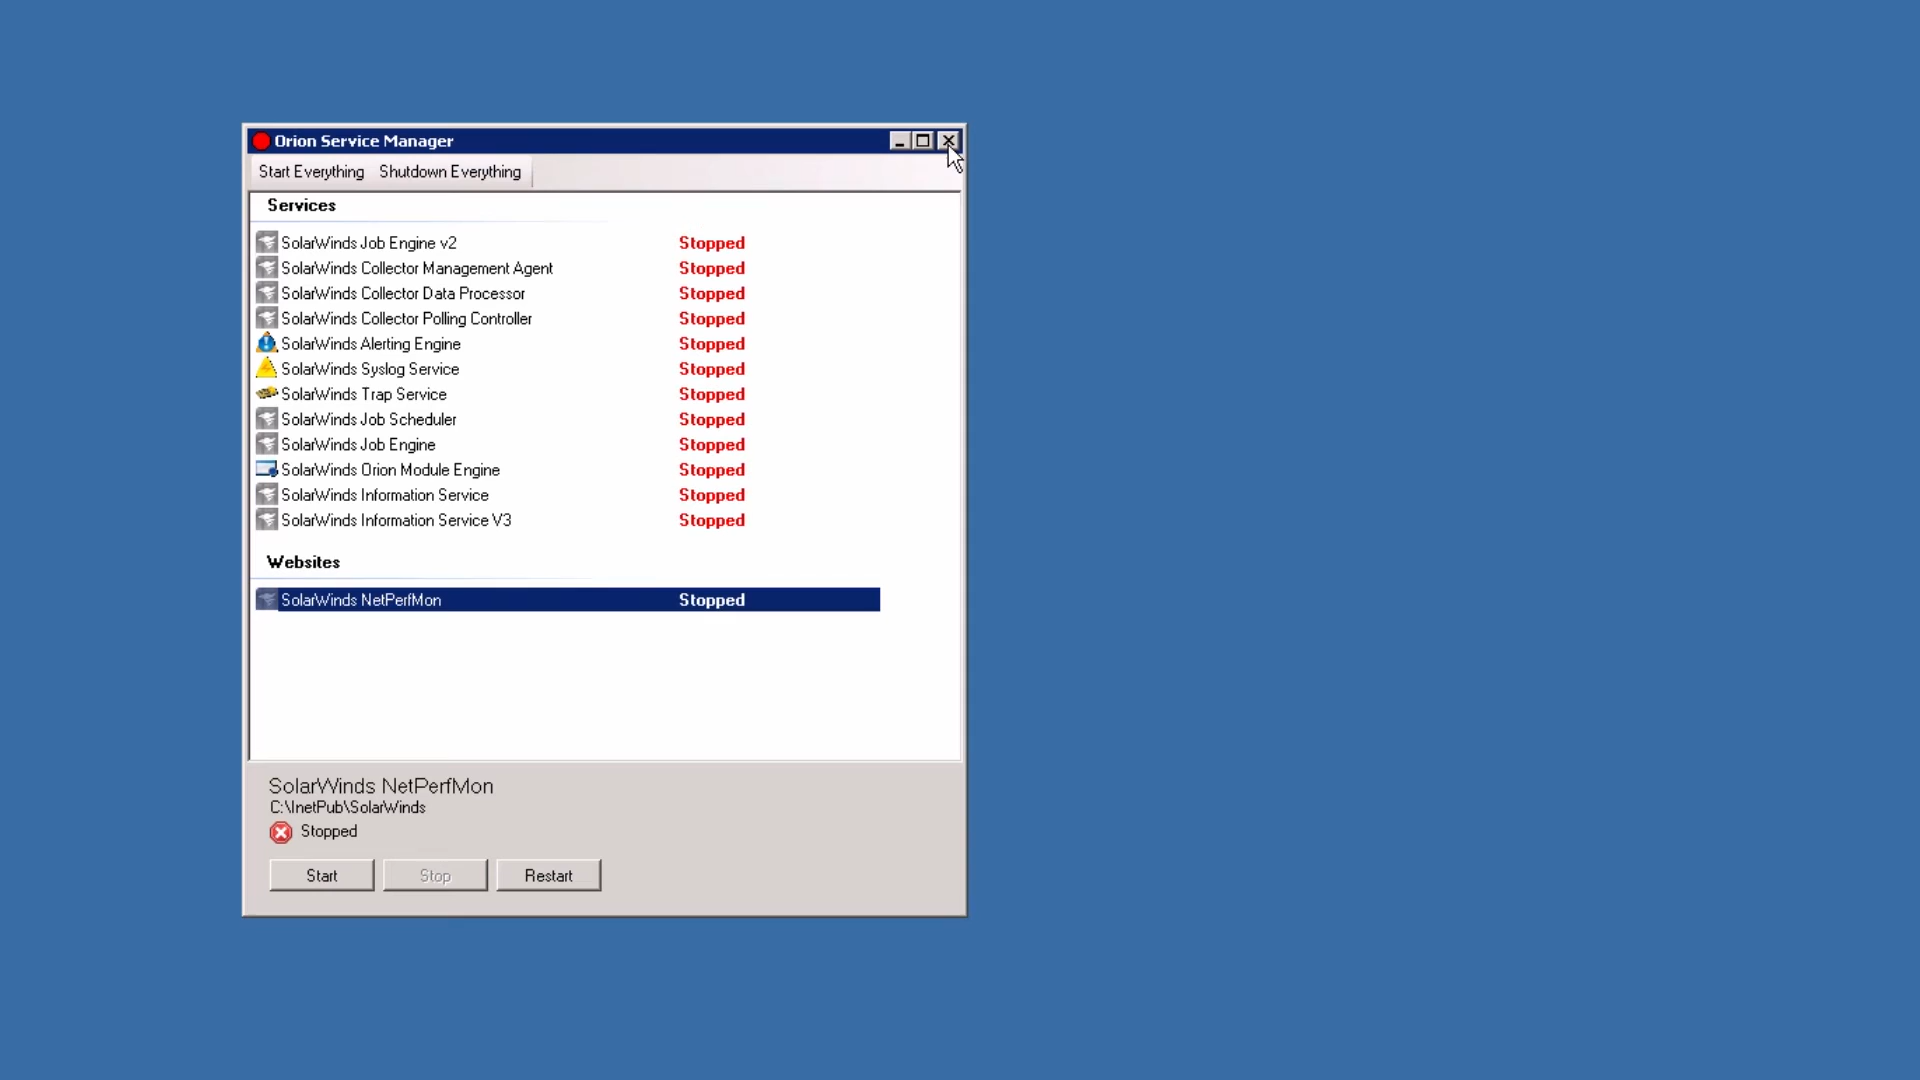 Orion Service Manager
Start Everything Shutdown Everything
Services
SolarWinds Job Engine v2 Stopped
SolarWinds Collector Management Agent Stopped
SolarWinds Collector Data Processor Stopped
SolarWinds Collector Polling Controller Stopped
SolarWinds Alerting Engine Stopped
SolarWinds Syslog Service Stopped
SolarWinds Trap Service Stopped
SolarWinds Job Scheduler Stopped
SolarWinds Job Engine Stopped
SolarWinds Orion Module Engine Stopped
SolarWinds Information Service Stopped
SolarWinds Information Service V3 Stopped
Websites
SolarWinds NetPerfMon Stopped
SolarWinds NetPerfMon
C:\InetPub\SolarWinds
Stopped
Start Stop Restart